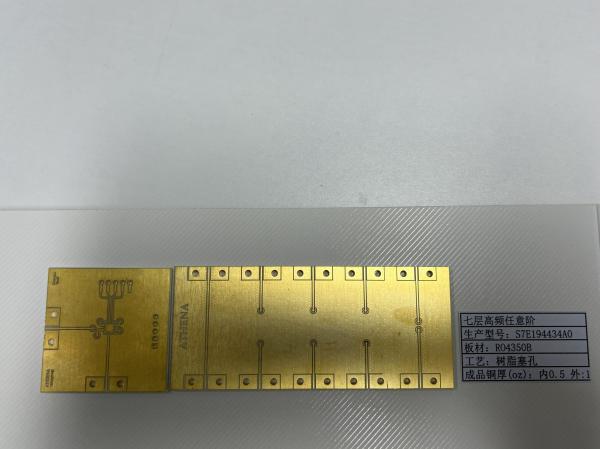 ATHENA
七层高频任意阶
生产型号: S7E194434A0
板材: RO4350B
工艺: 树脂塞孔
成品铜厚(oz): 内0.5 外:1